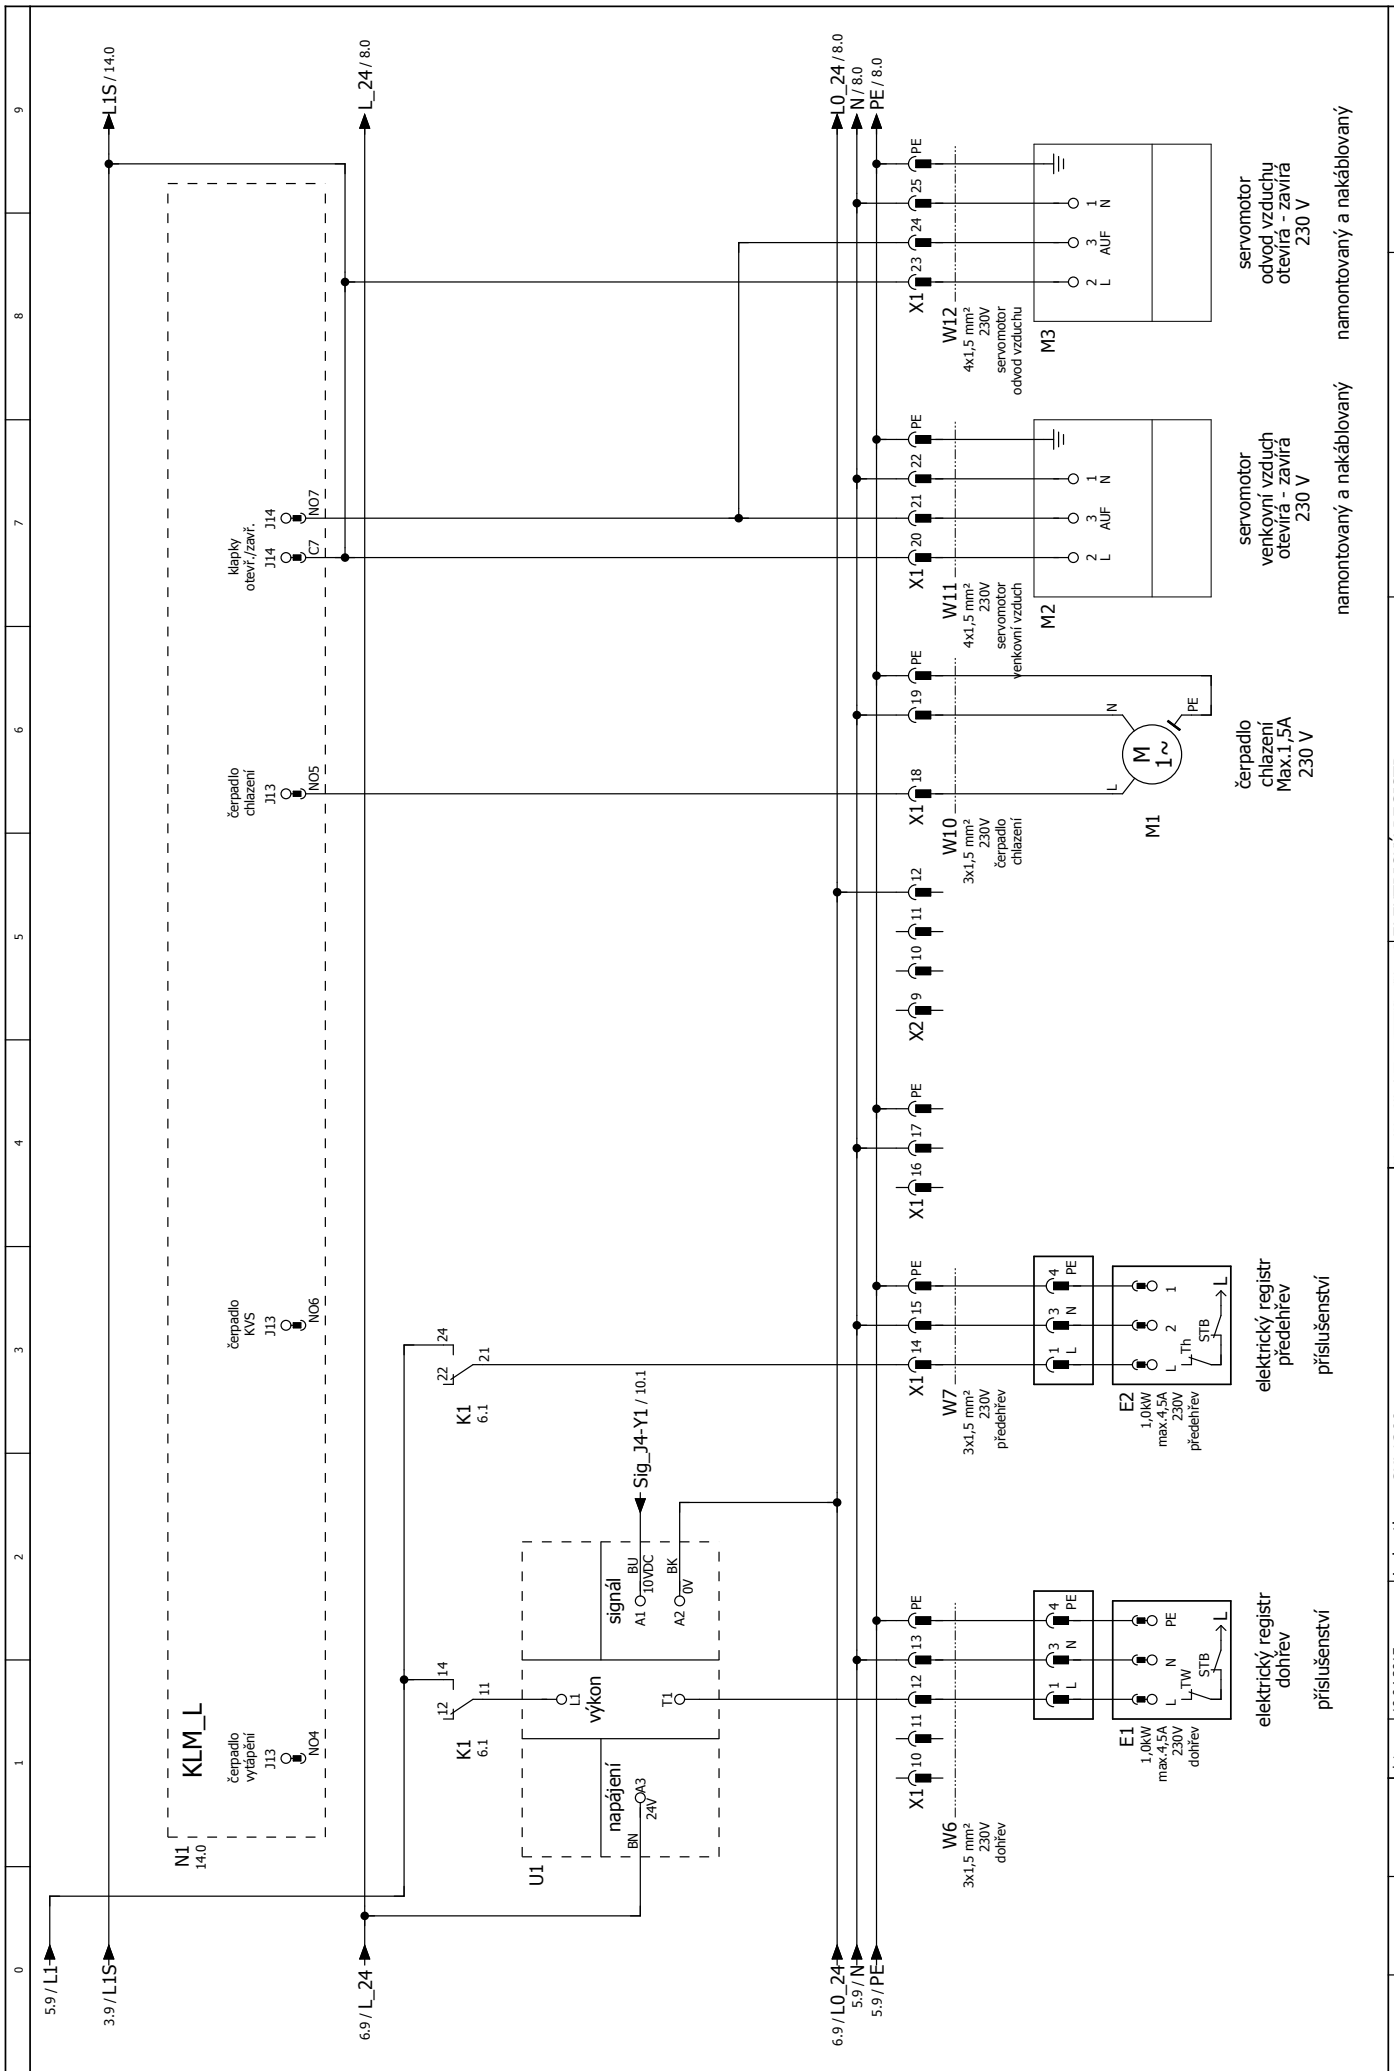 0
1
2
3
4
5
6
7
8
9
5.9 / L1
3.9 / L1S
L1S / 14.0
N1
14.0
KLM_L
čerpadlo
vytápění
J13
NO4
čerpadlo
KVS
J13
NO6
čerpadlo
chlazení
J13
NO5
klapky
otevř./zavř.
J14
C7
J14
NO7
6.9 / L_24
L_24 / 8.0
K1
6.1
12
14
11
K1
6.1
22
24
21
U1
napájení
BN
24V
A3
výkon
L1
T1
signál
A1
BU
10VDC
A2
BK
0V
Sig_J4-Y1 / 10.1
6.9 / L0_24
5.9 / N
5.9 / PE
L0_24 / 8.0
N / 8.0
PE / 8.0
X1
10
11
12
13
PE
X1
14
15
PE
X1
16
17
PE
X2
9
10
11
12
X1
18
19
PE
X1
20
21
22
PE
X1
23
24
25
PE
W6
3x1,5 mm²
230V
dohřev
W7
3x1,5 mm²
230V
předehřev
W10
3x1,5 mm²
230V
čerpadlo
chlazení
W11
4x1,5 mm²
230V
servomotor
venkovní vzduch
W12
4x1,5 mm²
230V
servomotor
odvod vzduchu
1
L
3
N
4
PE
E1
1,0kW
max.4,5A
230V
dohřev
L
N
PE
TW
STB
L
elektrický registr
dohřev
příslušenství
1
L
3
N
4
PE
E2
1,0kW
max.4,5A
230V
předehřev
L
2
1
Th
STB
L
elektrický registr
předehřev
příslušenství
M1
L
N
PE
M
1~
čerpadlo
chlazení
Max.1,5A
230 V
M2
2
L
3
AUF
1
N
servomotor
venkovní vzduch
otevírá - zavírá
230 V
namontovaný a nakáblovaný
M3
2
L
3
AUF
1
N
servomotor
odvod vzduchu
otevírá - zavírá
230 V
namontovaný a nakáblovaný